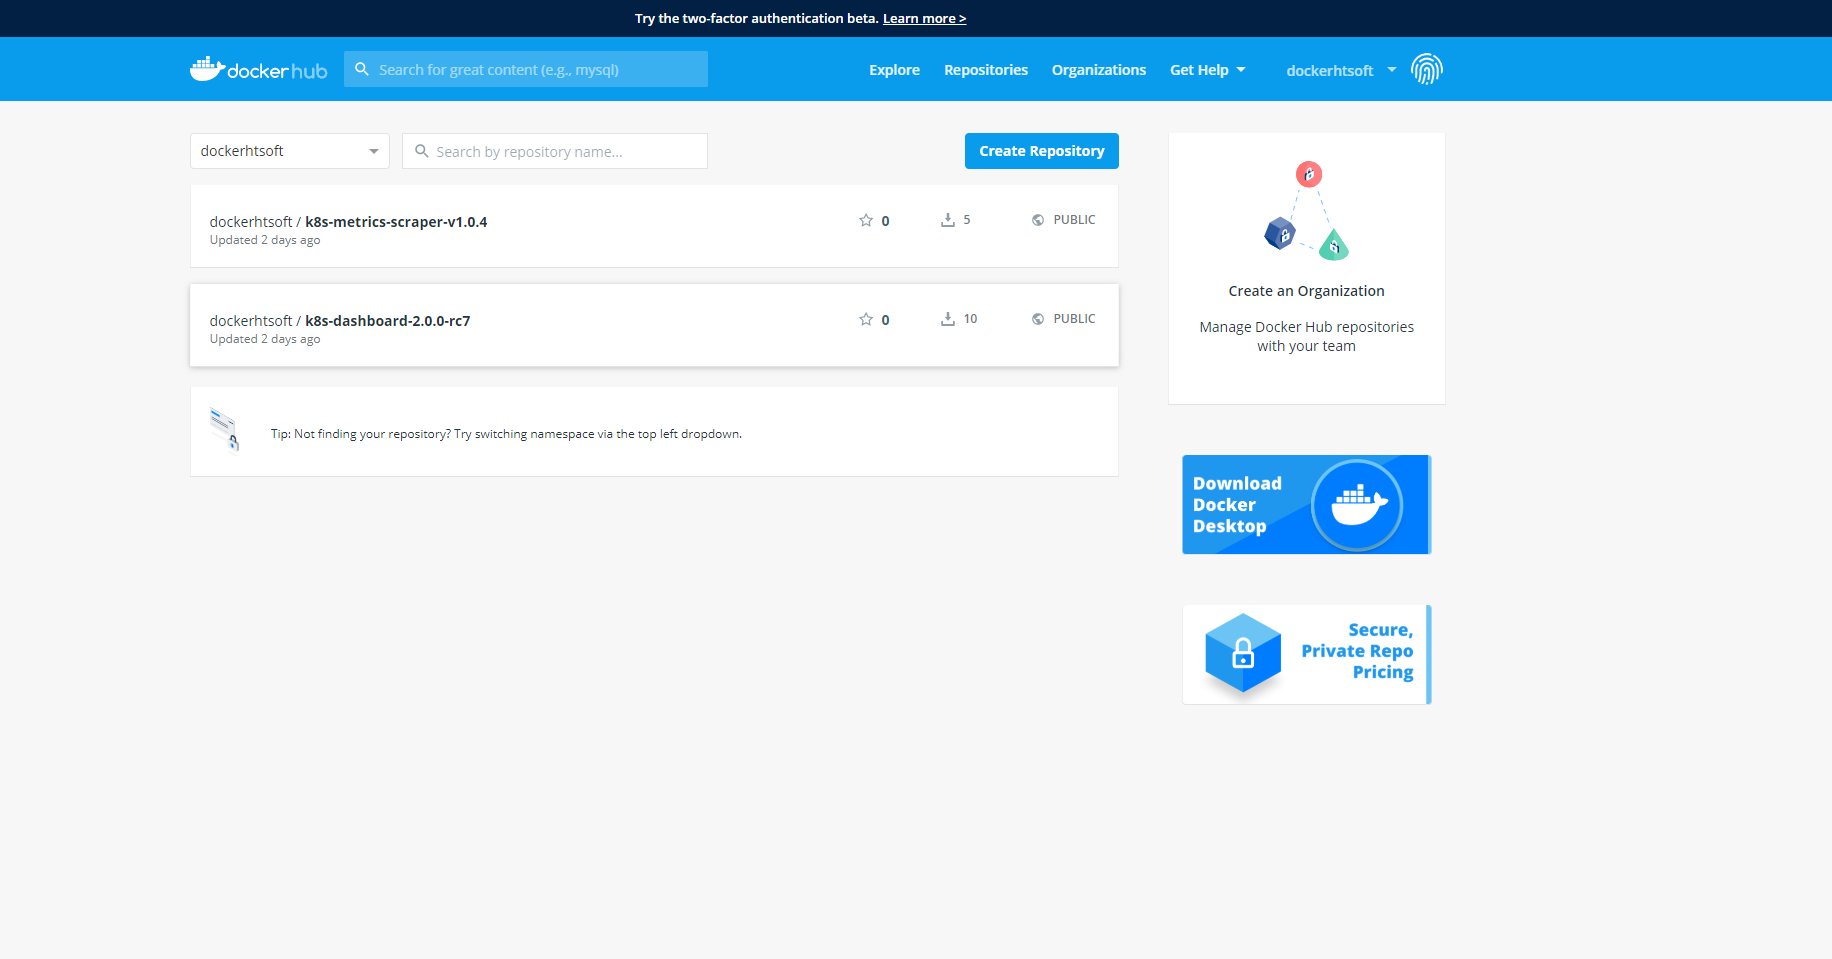 Try the two-factor authentication beta. Learn more >
dockerhub
Search for great content (e.g., mysql)
Explore
Repositories
Organizations
Get Help
dockerhtsoft
dockerhtsoft
Search by repository name...
Create Repository
dockerhtsoft / k8s-metrics-scraper-v1.0.4
Updated 2 days ago
0
5
PUBLIC
dockerhtsoft / k8s-dashboard-2.0.0-rc7
Updated 2 days ago
0
10
PUBLIC
Tip: Not finding your repository? Try switching namespace via the top left dropdown.
Create an Organization
Manage Docker Hub repositories
with your team
Download
Docker
Desktop
Secure,
Private Repo
Pricing